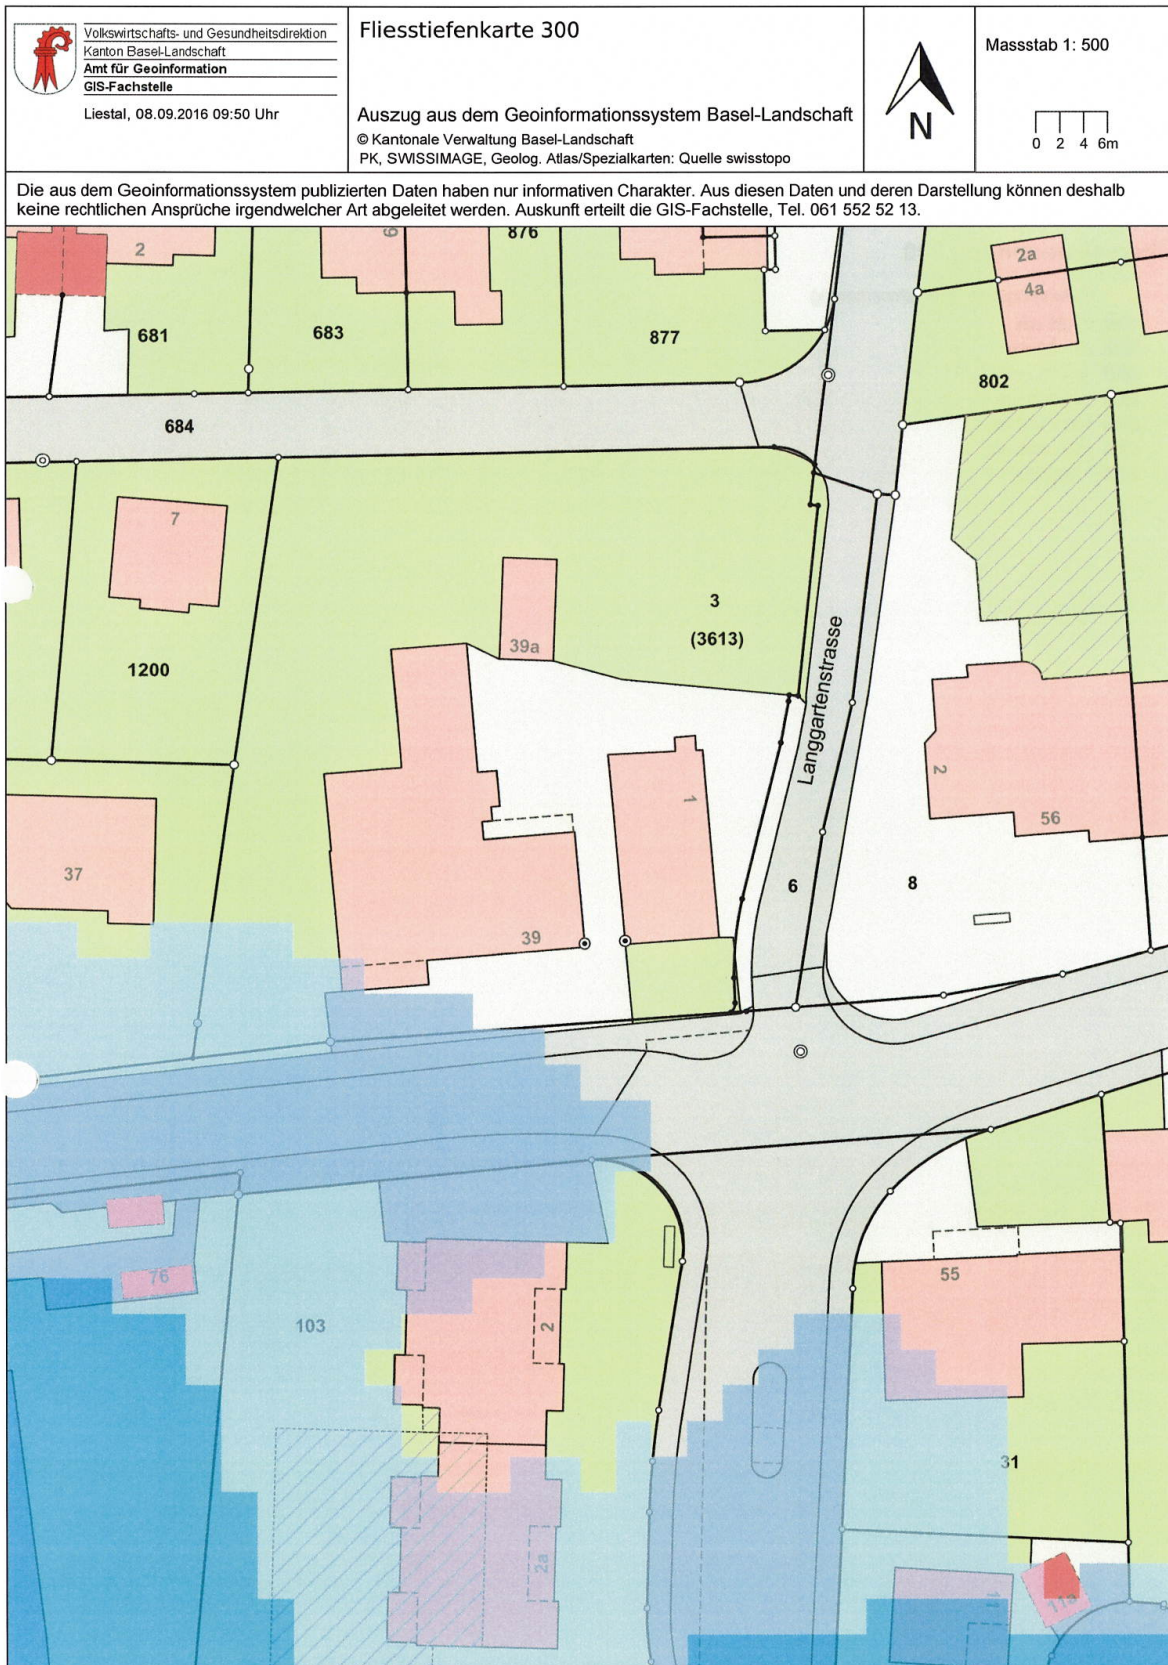 Volkswirtschafts- und Gesundheitsdirektion
Kanton Basel-Landschaft
Amt für Geoinformation
GIS-Fachstelle
Liestal, 08.09.2016 09:50 Uhr
Fliesstiefenkarte 300
Auszug aus dem Geoinformationssystem Basel-Landschaft
© Kantonale Verwaltung Basel-Landschaft
PK, SWISSIMAGE, Geolog. Atlas/Spezialkarten: Quelle swisstopo
N
Massstab 1: 500
0 2 4 6m
Die aus dem Geoinformationssystem publizierten Daten haben nur informativen Charakter. Aus diesen Daten und deren Darstellung können deshalb
keine rechtlichen Ansprüche irgendwelcher Art abgeleitet werden. Auskunft erteilt die GIS-Fachstelle, Tel. 061 552 52 13.
2
876
2a
4a
681
683
877
802
684
7
3
(3613)
39a
1200
Langgartenstrasse
1
2
56
37
6
8
39
76
103
2
55
31
2a
11a